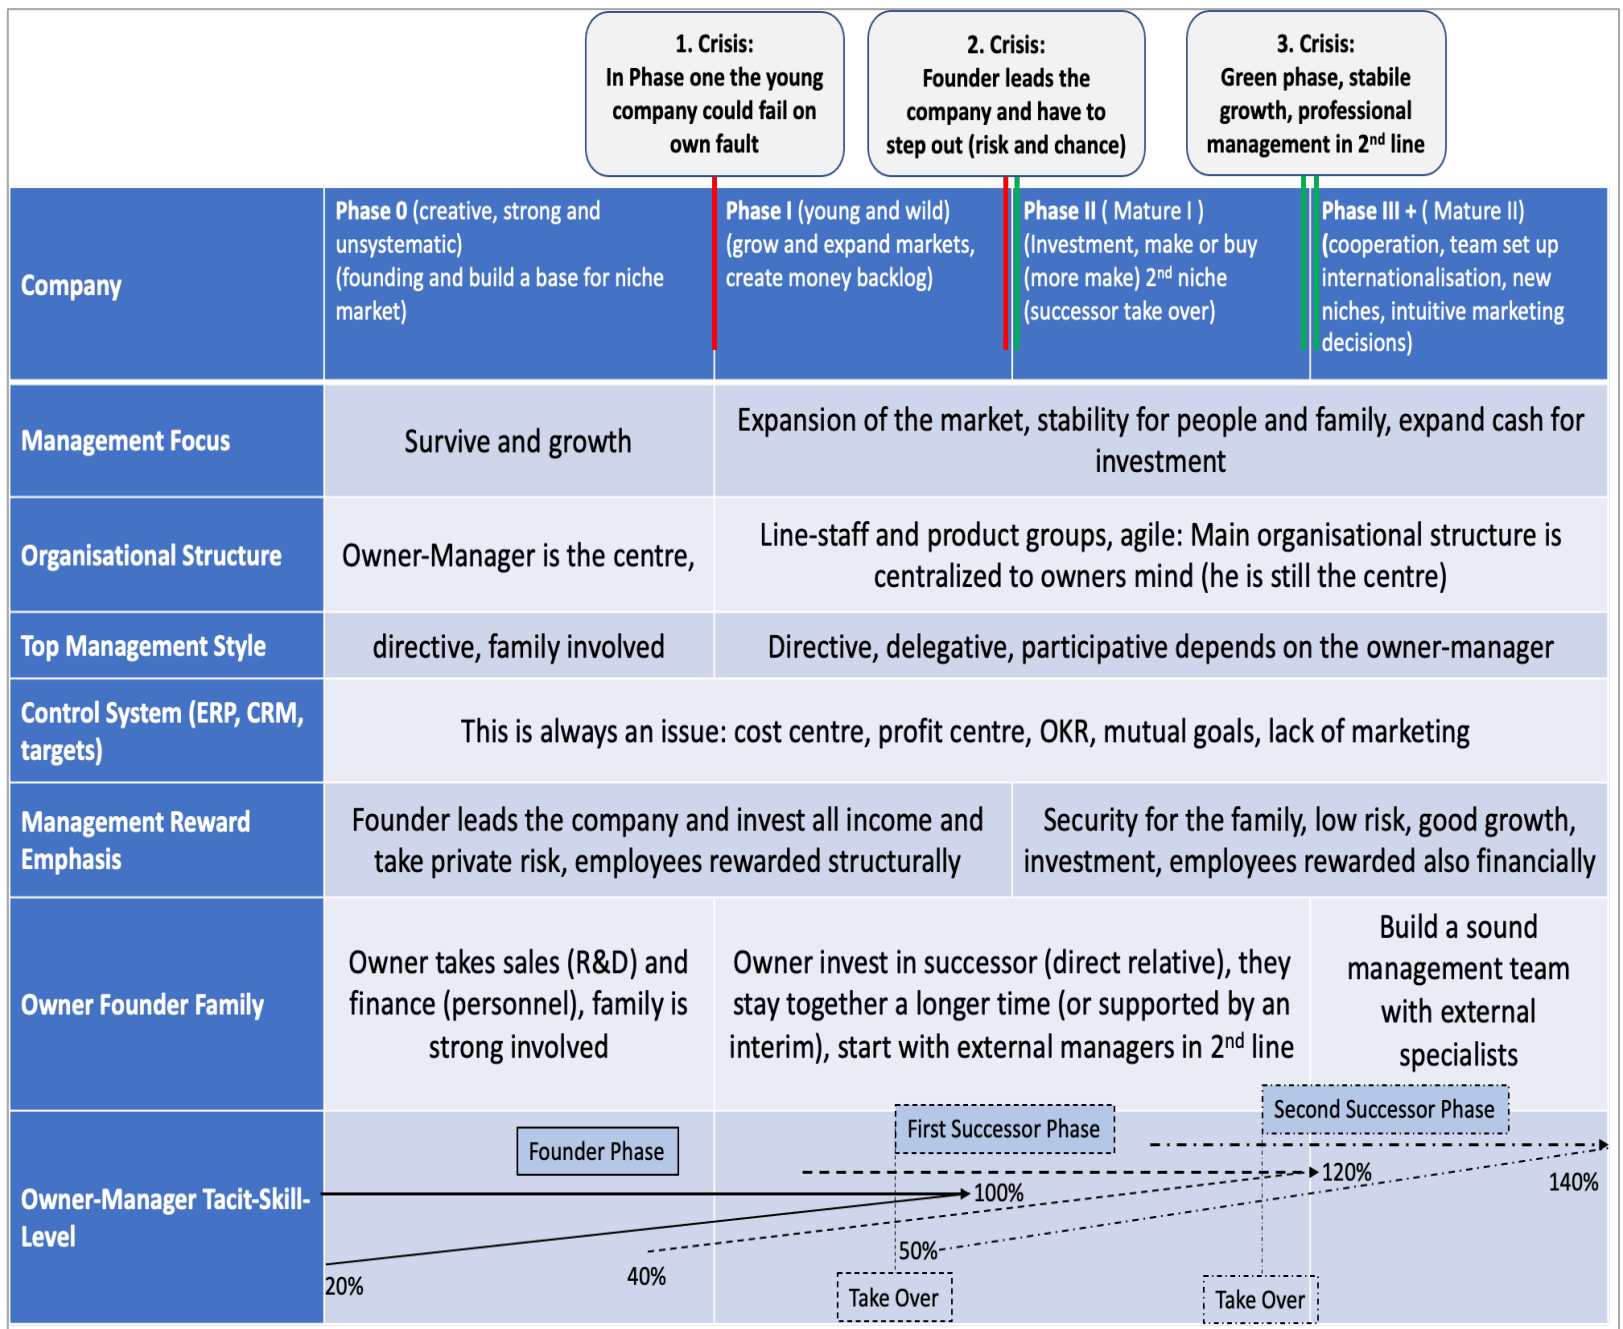 1. Crisis:
In Phase one the young
company could fail on
own fault
2. Crisis:
Founder leads the
company and have to
step out (risk and chance)
3. Crisis:
Green phase, stabile
growth, professional
management in 2nd line
Company
Phase 0 (creative, strong and
unsystematic)
(founding and build a base for niche
market)
Phase I (young and wild)
(grow and expand markets,
create money backlog)
Phase II ( Mature I )
(Investment, make or buy
(more make) 2nd niche
(successor take over)
Phase III + ( Mature II)
(cooperation, team set up
internationalisation, new
niches, intuitive marketing
decisions)
Management Focus
Survive and growth
Expansion of the market, stability for people and family, expand cash for
investment
Organisational Structure
Owner-Manager is the centre,
Line-staff and product groups, agile: Main organisational structure is
centralized to owners mind (he is still the centre)
Top Management Style
directive, family involved
Directive, delegative, participative depends on the owner-manager
Control System (ERP, CRM,
targets)
This is always an issue: cost centre, profit centre, OKR, mutual goals, lack of marketing
Management Reward
Emphasis
Founder leads the company and invest all income and
take private risk, employees rewarded structurally
Security for the family, low risk, good growth,
investment, employees rewarded also financially
Owner Founder Family
Owner takes sales (R&D) and
finance (personnel), family is
strong involved
Owner invest in successor (direct relative), they
stay together a longer time (or supported by an
interim), start with external managers in 2nd line
Build a sound
management team
with external
specialists
Owner-Manager Tacit-Skill-
Level
Founder Phase
First Successor Phase
Second Successor Phase
100%
120%
140%
20%
40%
50%
Take Over
Take Over